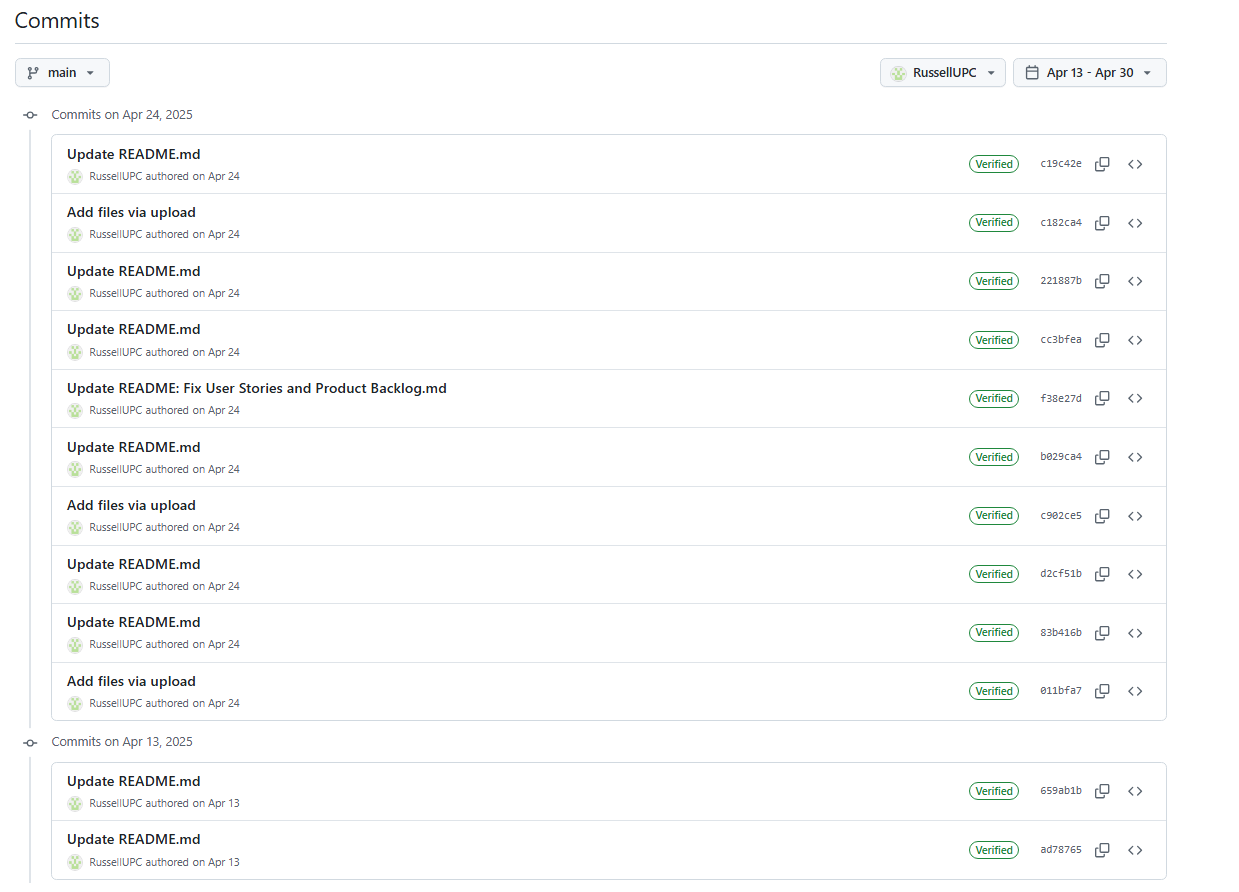 Commits
main
RussellUPC
Apr 13 - Apr 30
Commits on Apr 24, 2025
Update README.md
RussellUPC authored on Apr 24
Verified
c19c42e
Add files via upload
RussellUPC authored on Apr 24
Verified
c182ca4
Update README.md
RussellUPC authored on Apr 24
Verified
221887b
Update README.md
RussellUPC authored on Apr 24
Verified
cc3bfea
Update README: Fix User Stories and Product Backlog.md
RussellUPC authored on Apr 24
Verified
f38e27d
Update README.md
RussellUPC authored on Apr 24
Verified
b029ca4
Add files via upload
RussellUPC authored on Apr 24
Verified
c902ce5
Update README.md
RussellUPC authored on Apr 24
Verified
d2cf51b
Update README.md
RussellUPC authored on Apr 24
Verified
83b416b
Add files via upload
RussellUPC authored on Apr 24
Verified
011bfa7
Commits on Apr 13, 2025
Update README.md
RussellUPC authored on Apr 13
Verified
659ab1b
Update README.md
RussellUPC authored on Apr 13
Verified
ad78765